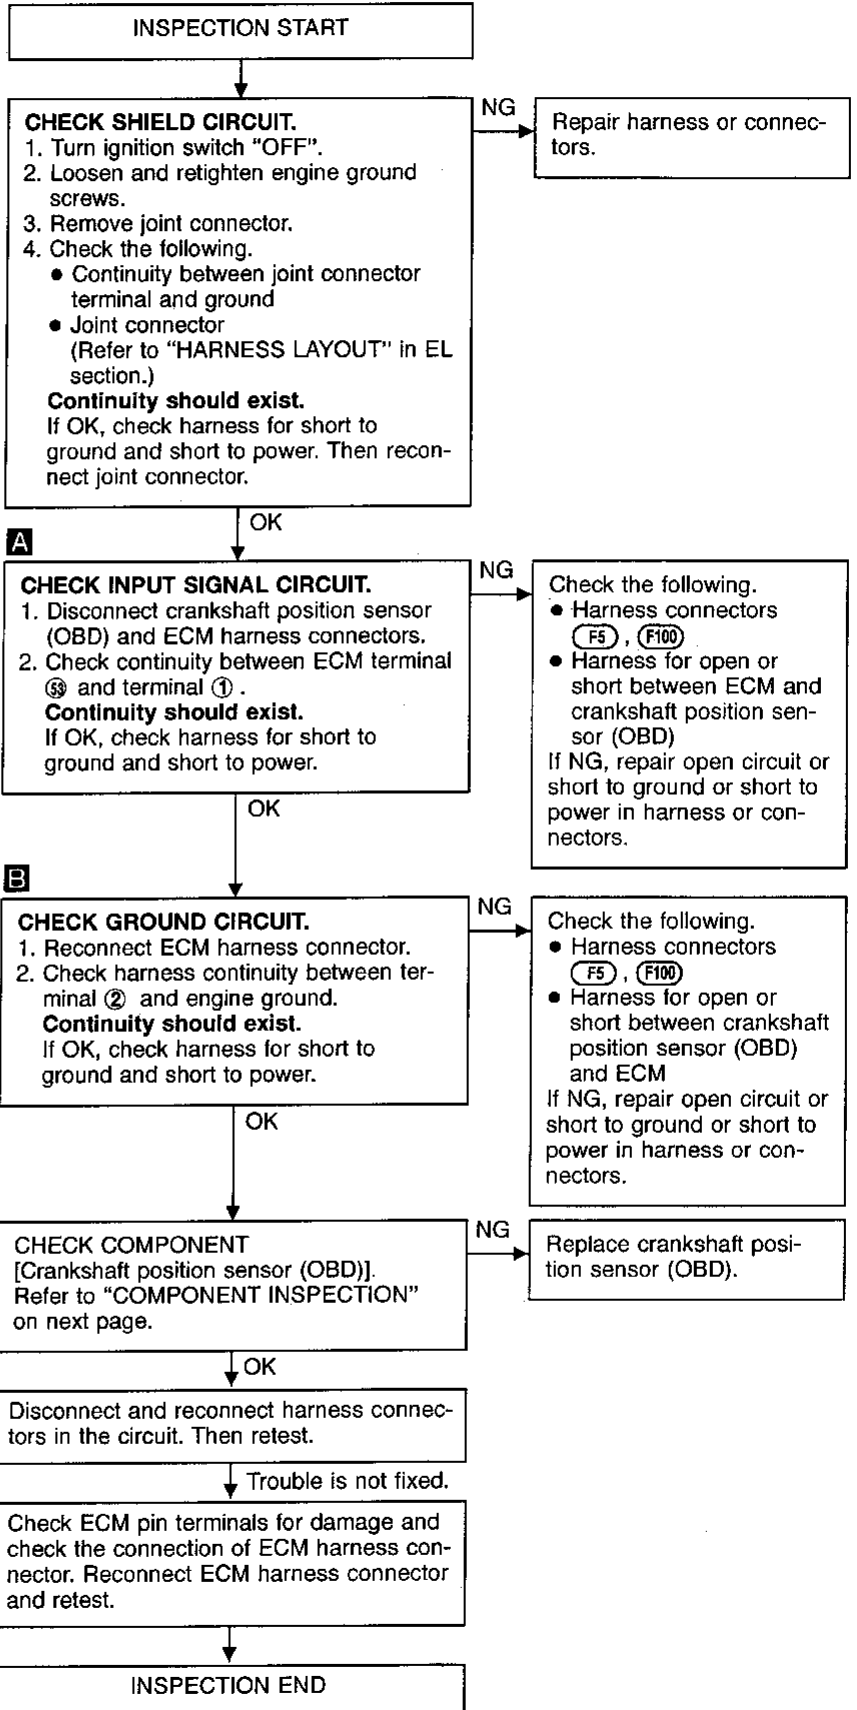 INSPECTION START
CHECK SHIELD CIRCUIT.
1. Turn ignition switch "OFF".
2. Loosen and retighten engine ground
screws.
3. Remove joint connector.
4. Check the following.
● Continuity between joint connector
terminal and ground
● Joint connector
(Refer to "HARNESS LAYOUT" in EL
section.)
Continuity should exist.
If OK, check harness for short to
ground and short to power. Then recon-
nect joint connector.
NG
Repair harness or connec-
tors.
OK
A
CHECK INPUT SIGNAL CIRCUIT.
1. Disconnect crankshaft position sensor
(OBD) and ECM harness connectors.
2. Check continuity between ECM terminal
53 and terminal ①.
Continuity should exist.
If OK, check harness for short to
ground and short to power.
NG
Check the following.
● Harness connectors
F5, F100
● Harness for open or
short between ECM and
crankshaft position sen-
sor (OBD)
If NG, repair open circuit or
short to ground or short to
power in harness or con-
nectors.
OK
B
CHECK GROUND CIRCUIT.
1. Reconnect ECM harness connector.
2. Check harness continuity between ter-
minal ② and engine ground.
Continuity should exist.
If OK, check harness for short to
ground and short to power.
NG
Check the following.
● Harness connectors
F5, F100
● Harness for open or
short between crankshaft
position sensor (OBD)
and ECM
If NG, repair open circuit or
short to ground or short to
power in harness or con-
nectors.
OK
CHECK COMPONENT
[Crankshaft position sensor (OBD)].
Refer to "COMPONENT INSPECTION"
on next page.
NG
Replace crankshaft posi-
tion sensor (OBD).
OK
Disconnect and reconnect harness connec-
tors in the circuit. Then retest.
Trouble is not fixed.
Check ECM pin terminals for damage and
check the connection of ECM harness con-
nector. Reconnect ECM harness connector
and retest.
INSPECTION END